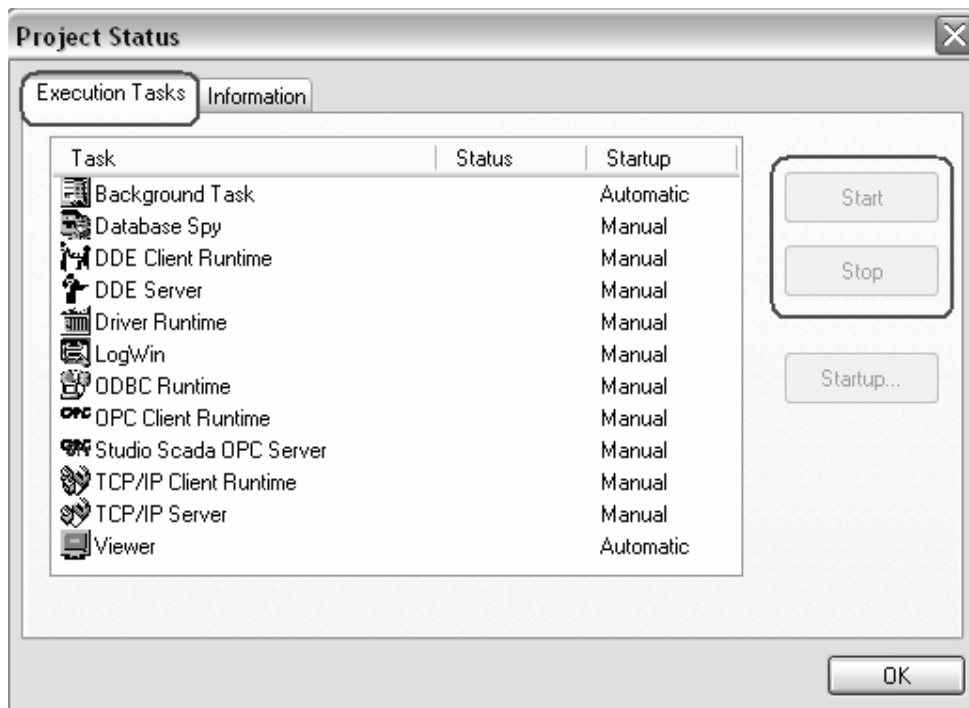 Project Status
Execution Tasks Information
Task Status Startup
Background Task Automatic
Database Spy Manual
DDE Client Runtime Manual
DDE Server Manual
Driver Runtime Manual
LogWin Manual
ODBC Runtime Manual
OPC Client Runtime Manual
Studio Scada OPC Server Manual
TCP/IP Client Runtime Manual
TCP/IP Server Manual
Viewer Automatic
Start
Stop
Startup...
OK